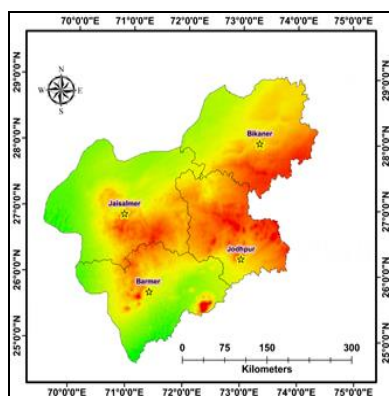 70°0'0"E 71°0'0"E 72°0'0"E 73°0'0"E 74°0'0"E 75°0'0"E
N
W E
S
29°0'0"N 29°0'0"N
28°0'0"N 28°0'0"N
27°0'0"N 27°0'0"N
26°0'0"N 26°0'0"N
25°0'0"N 25°0'0"N
Bikaner
Jaisalmer
Jodhpur
Barmer
0 75 150 300
Kilometers
70°0'0"E 71°0'0"E 72°0'0"E 73°0'0"E 74°0'0"E 75°0'0"E